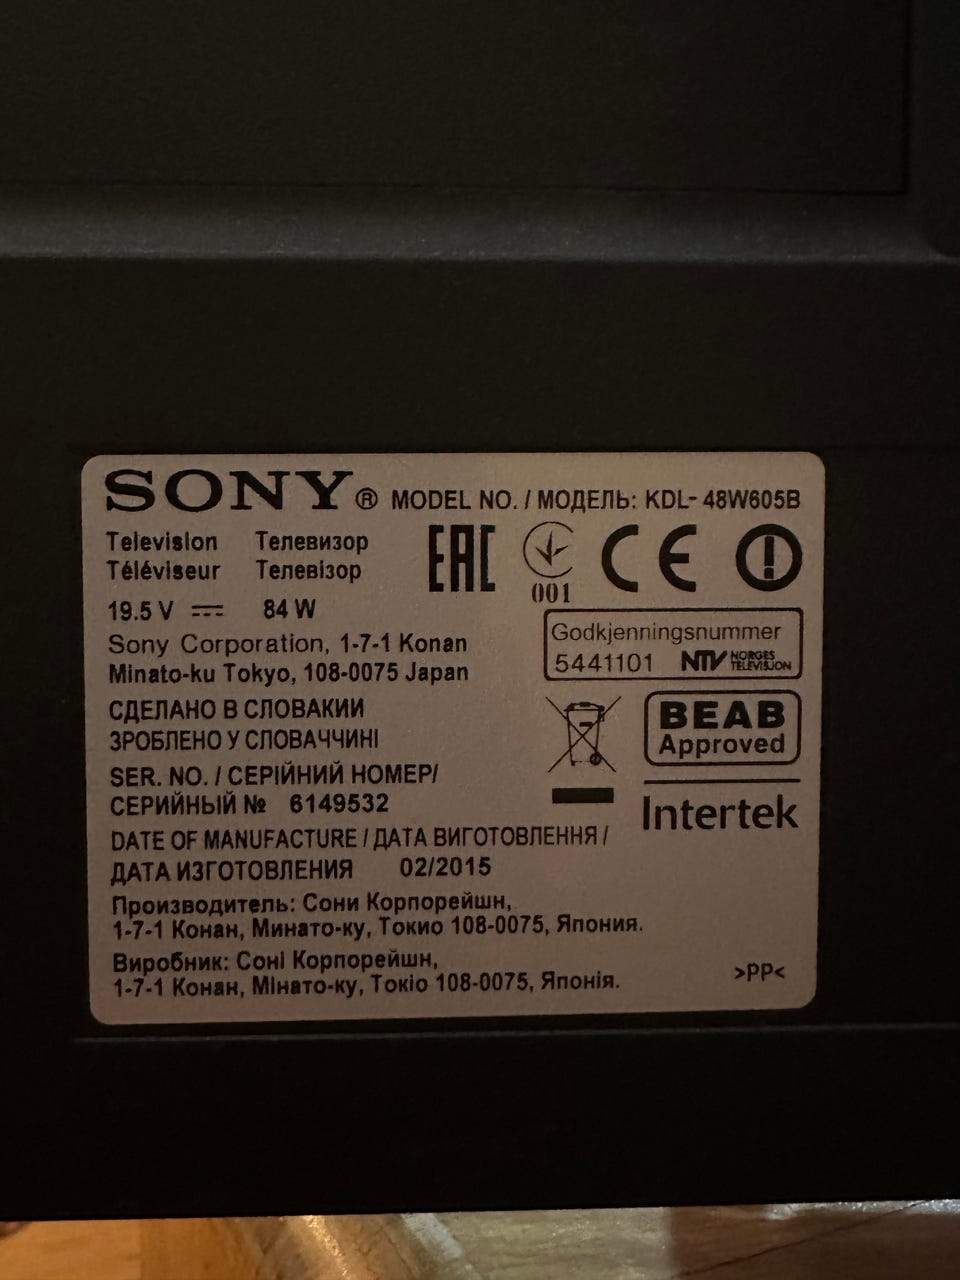 SONY® MODEL NO. / МОДЕЛЬ: KDL- 48W605B
Television Телевизор
Téléviseur Телевізор
19.5 V 84 W
Sony Corporation, 1-7-1 Konan
Minato-ku Tokyo, 108-0075 Japan
СДЕЛАНО В СЛОВАКИИ
ЗРОБЛЕНО У СЛОВАЧЧИНІ
SER. NO. / СЕРІЙНИЙ НОМЕР/
СЕРИЙНЫЙ № 6149532
DATE OF MANUFACTURE / ДАТА ВИГОТОВЛЕННЯ /
ДАТА ИЗГОТОВЛЕНИЯ 02/2015
Производитель: Сони Корпорейшн,
1-7-1 Конан, Минато-ку, Токио 108-0075, Япония.
Виробник: Соні Корпорейшн,
1-7-1 Конан, Мінато-ку, Токіо 108-0075, Японія.
EAC
001
CE
Godkjenningsnummer
5441101 NTV NORGES
TELEVISJON
BEAB
Approved
Intertek
>PP<